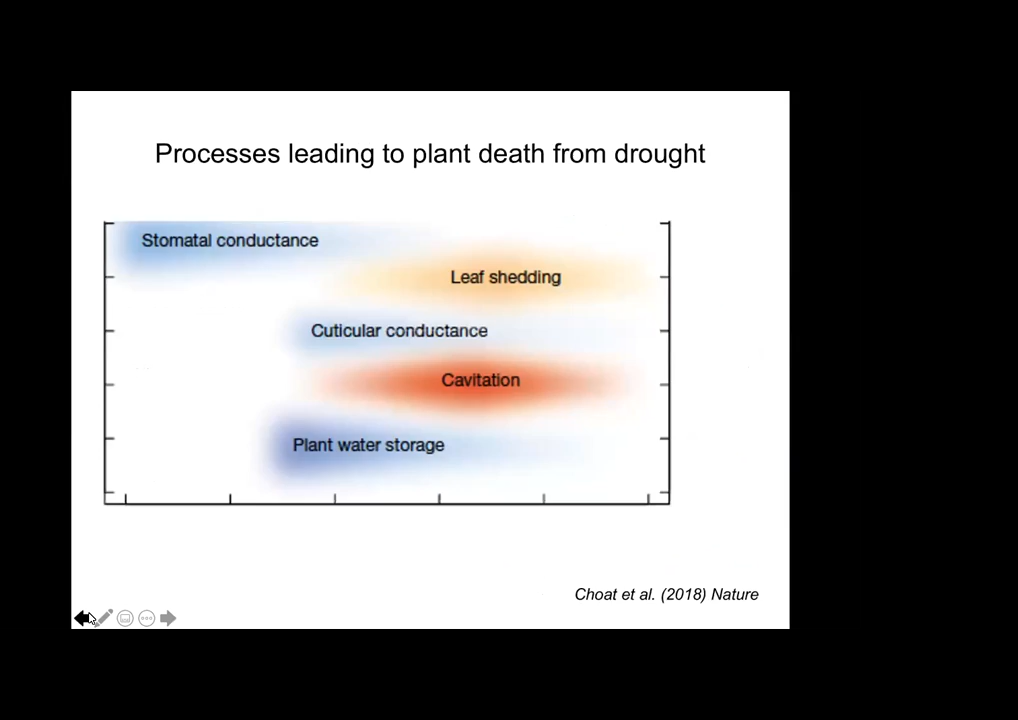 Processes leading to plant death from drought
Stomatal conductance
Leaf shedding
Cuticular conductance
Cavitation
Plant water storage
Choat et al. (2018) Nature